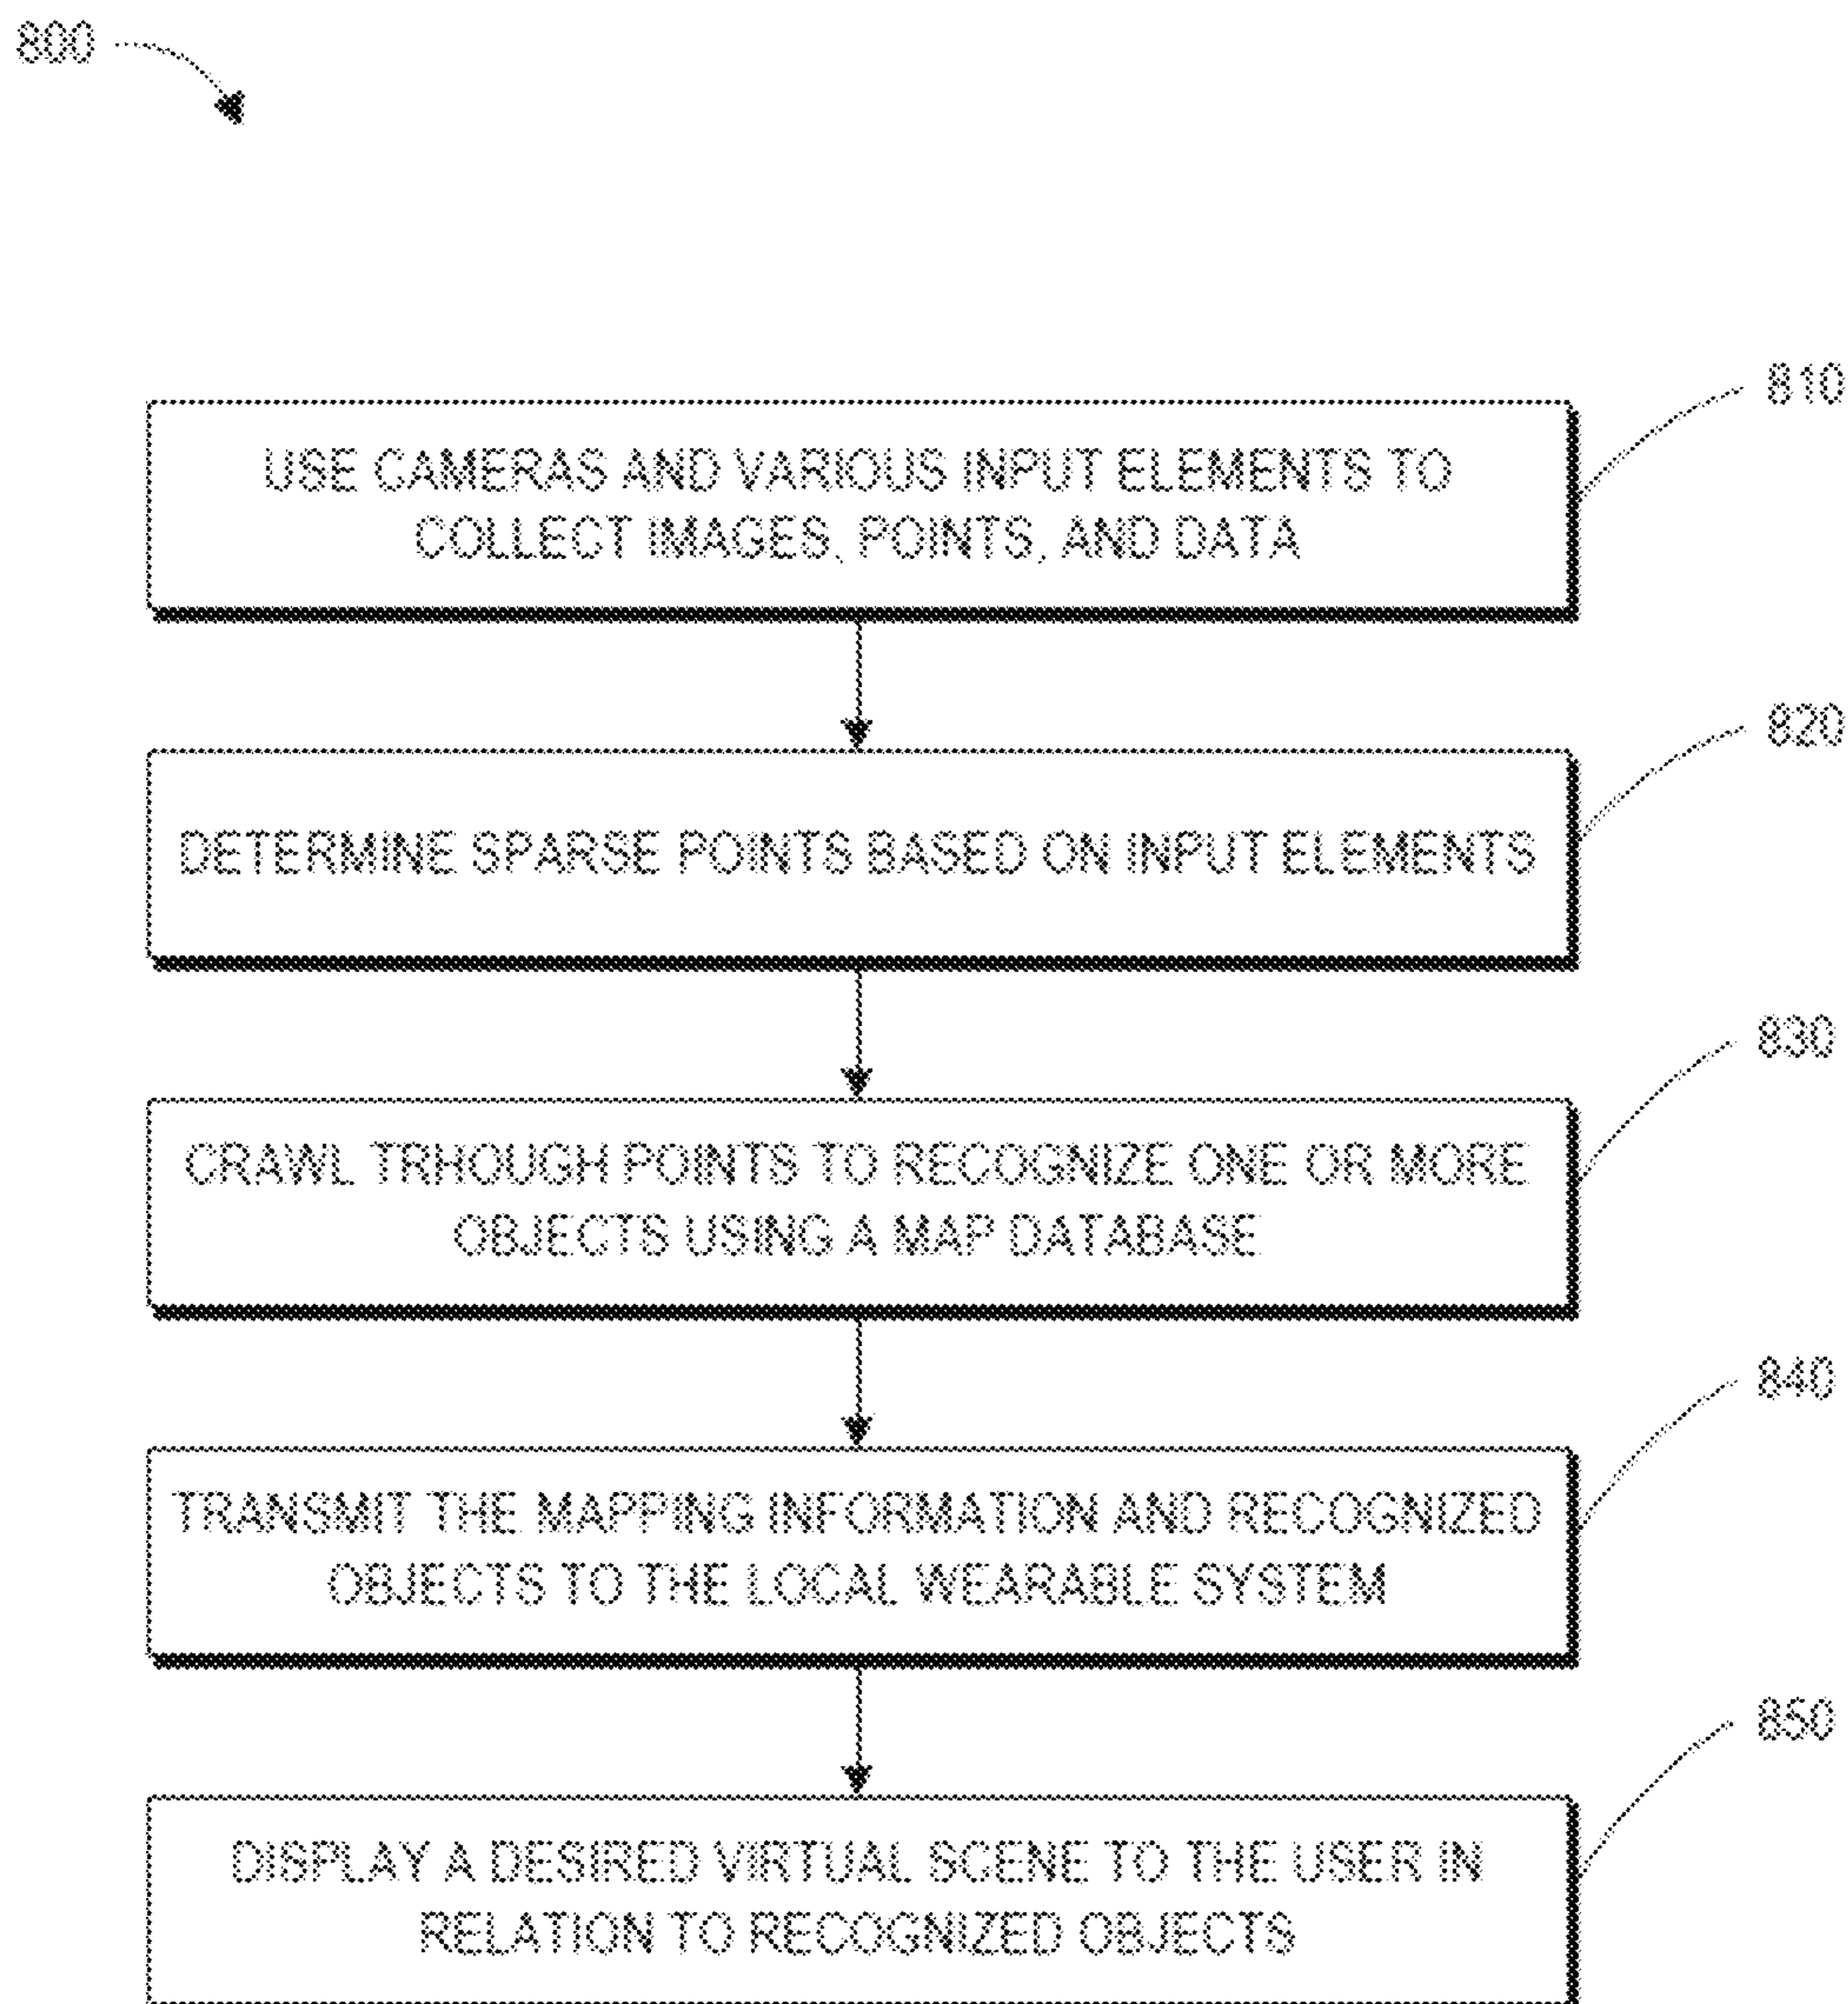 800
810
USE CAMERAS AND VARIOUS INPUT ELEMENTS TO
COLLECT IMAGES, POINTS, AND DATA
820
DETERMINE SPARSE POINTS BASED ON INPUT ELEMENTS
830
CRAWL TRHOUGH POINTS TO RECOGNIZE ONE OR MORE
OBJECTS USING A MAP DATABASE
840
TRANSMIT THE MAPPING INFORMATION AND RECOGNIZED
OBJECTS TO THE LOCAL WEARABLE SYSTEM
850
DISPLAY A DESIRED VIRTUAL SCENE TO THE USER IN
RELATION TO RECOGNIZED OBJECTS